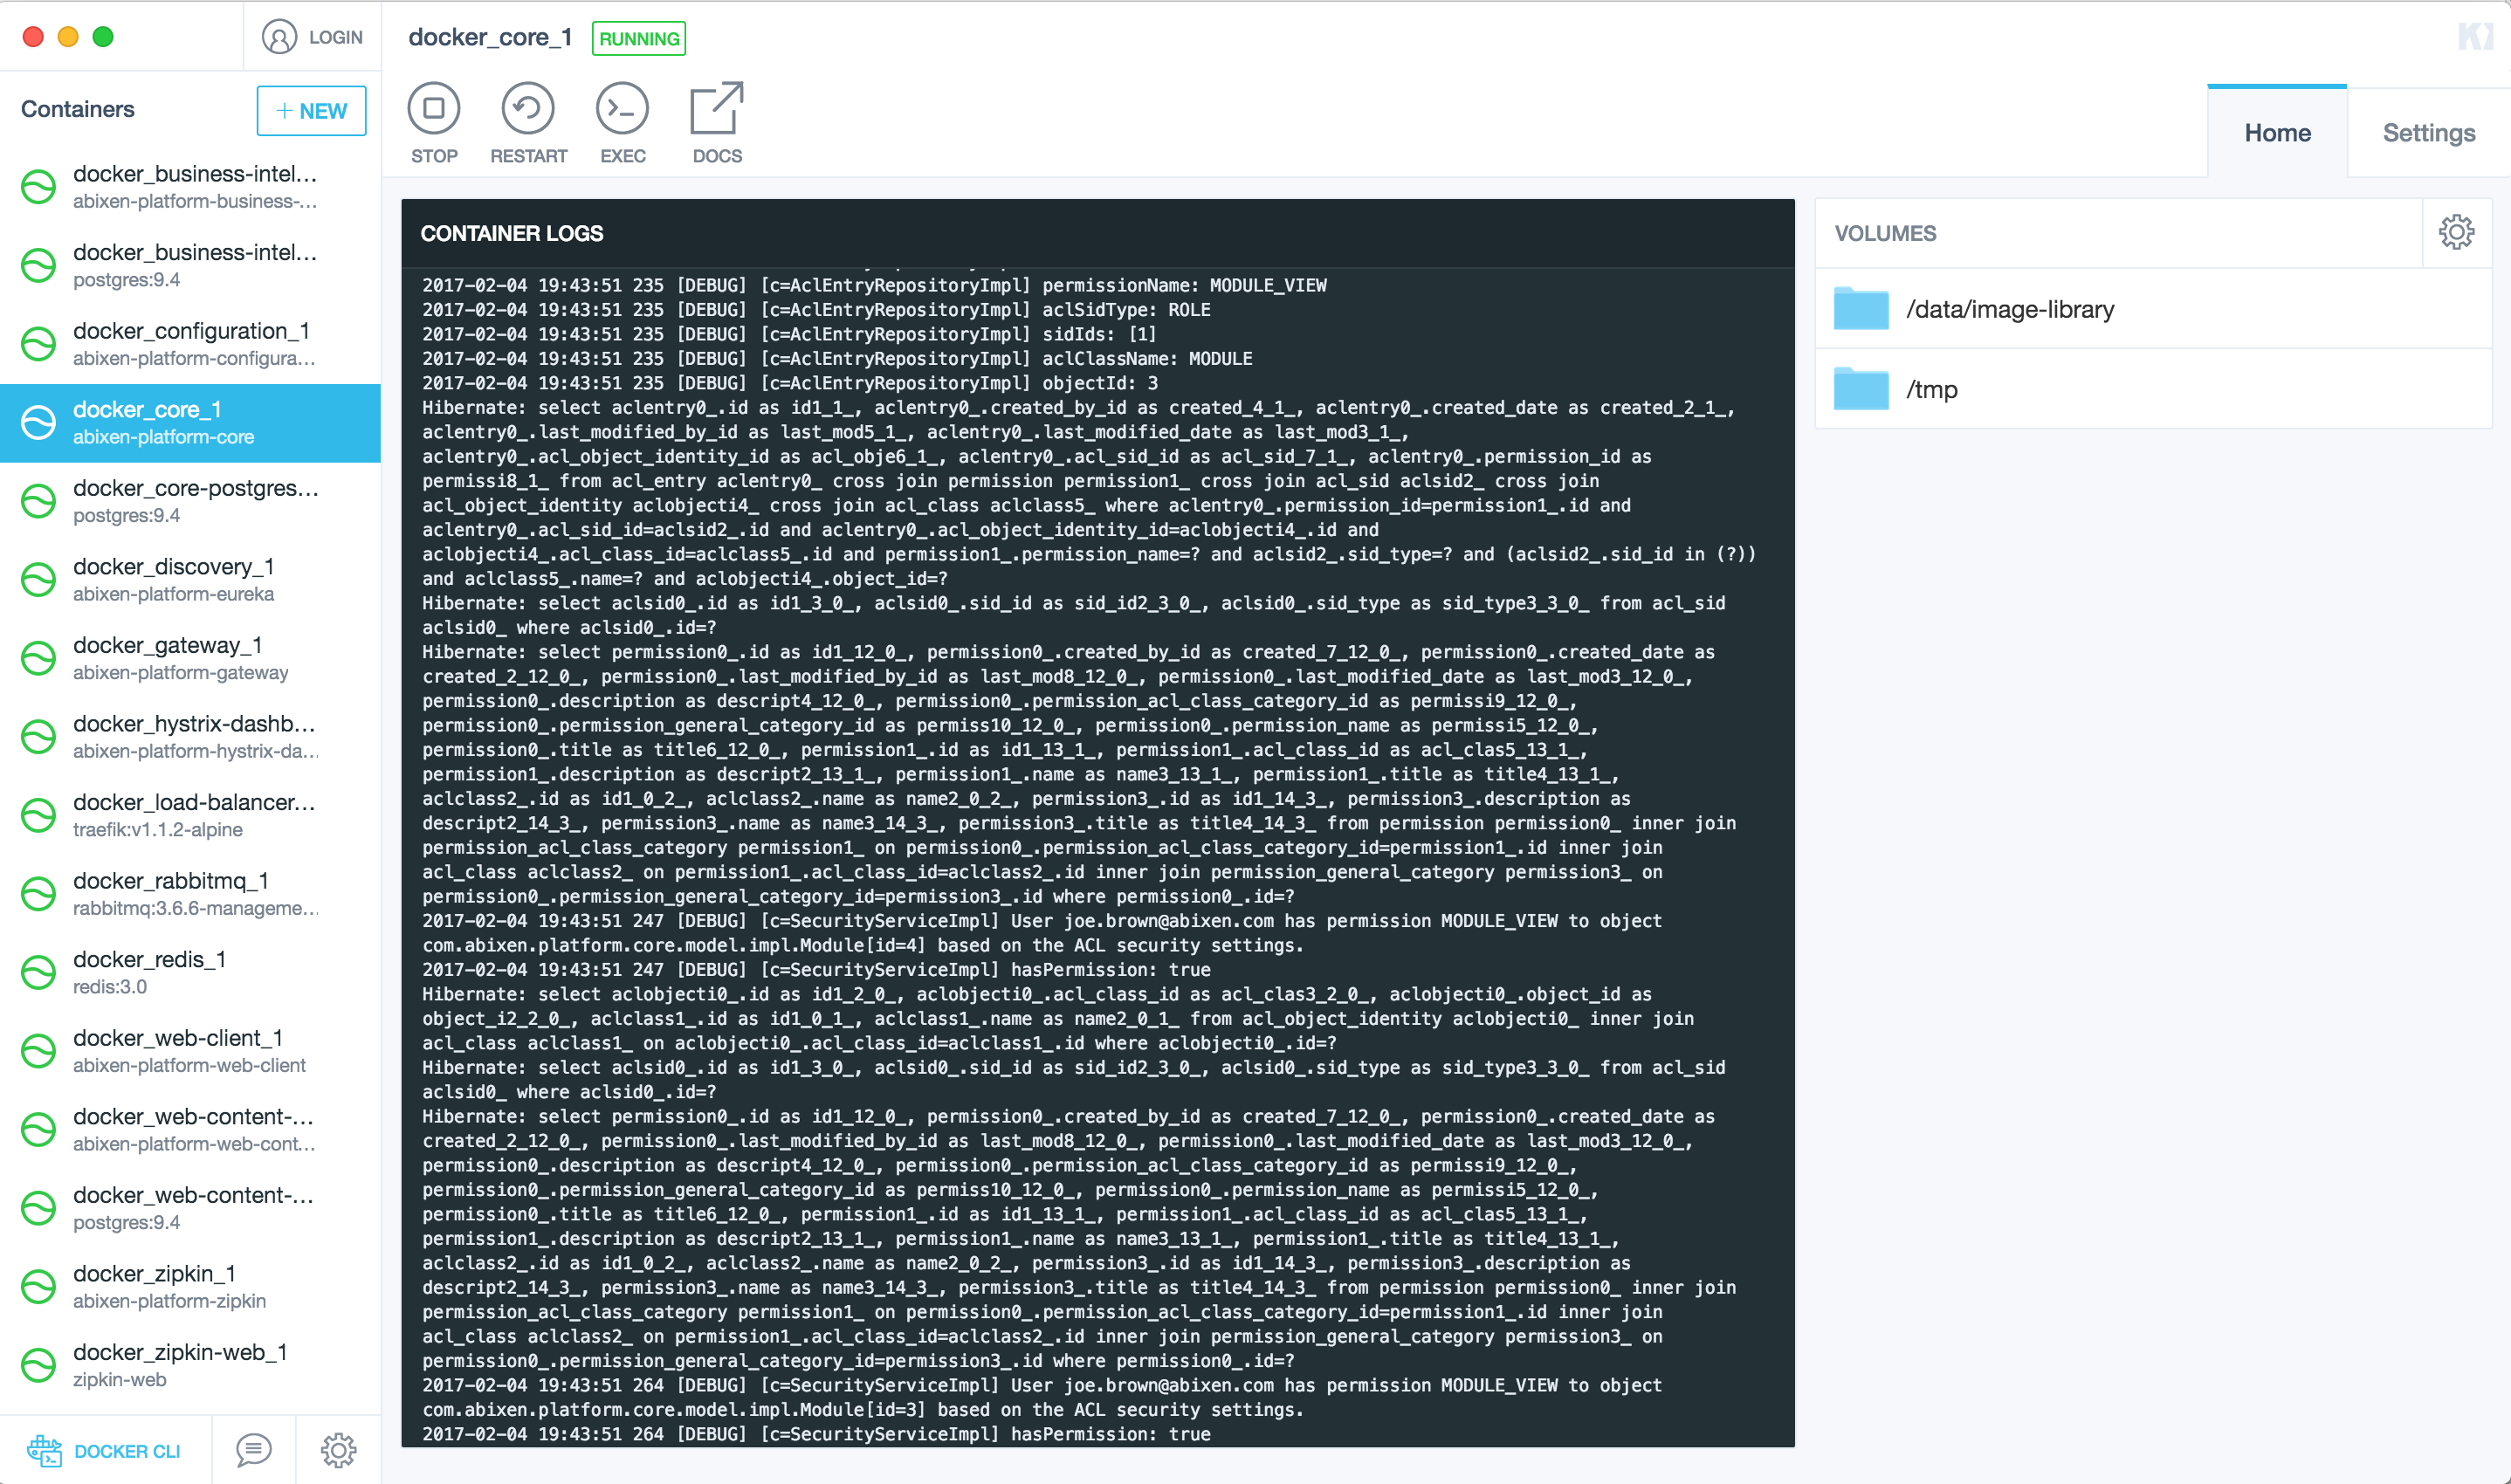 LOGIN
Containers
+ NEW
docker_business-intel...
abixen-platform-business-...
docker_business-intel...
postgres:9.4
docker_configuration_1
abixen-platform-configura...
docker_core_1
abixen-platform-core
docker_core-postgres...
postgres:9.4
docker_discovery_1
abixen-platform-eureka
docker_gateway_1
abixen-platform-gateway
docker_hystrix-dashb...
abixen-platform-hystrix-da...
docker_load-balancer...
traefik:v1.1.2-alpine
docker_rabbitmq_1
rabbitmq:3.6.6-manageme...
docker_redis_1
redis:3.0
docker_web-client_1
abixen-platform-web-client
docker_web-content-...
abixen-platform-web-cont...
docker_web-content-...
postgres:9.4
docker_zipkin_1
abixen-platform-zipkin
docker_zipkin-web_1
zipkin-web
DOCKER CLI
docker_core_1 RUNNING
STOP RESTART EXEC DOCS
Home Settings
CONTAINER LOGS
2017-02-04 19:43:51 235 [DEBUG] [c=AclEntryRepositoryImpl] permissionName: MODULE_VIEW
2017-02-04 19:43:51 235 [DEBUG] [c=AclEntryRepositoryImpl] aclSidType: ROLE
2017-02-04 19:43:51 235 [DEBUG] [c=AclEntryRepositoryImpl] sidIds: [1]
2017-02-04 19:43:51 235 [DEBUG] [c=AclEntryRepositoryImpl] aclClassName: MODULE
2017-02-04 19:43:51 235 [DEBUG] [c=AclEntryRepositoryImpl] objectId: 3
Hibernate: select aclentry0_.id as id1_1_, aclentry0_.created_by_id as created_4_1_, aclentry0_.created_date as created_2_1_,
aclentry0_.last_modified_by_id as last_mod5_1_, aclentry0_.last_modified_date as last_mod3_1_,
aclentry0_.acl_object_identity_id as acl_obje6_1_, aclentry0_.acl_sid_id as acl_sid_7_1_, aclentry0_.permission_id as
permissi8_1_ from acl_entry aclentry0_ cross join permission permission1_ cross join acl_sid aclsid2_ cross join
acl_object_identity aclobjecti4_ cross join acl_class aclclass5_ where aclentry0_.permission_id=permission1_.id and
aclentry0_.acl_sid_id=aclsid2_.id and aclentry0_.acl_object_identity_id=aclobjecti4_.id and
aclobjecti4_.acl_class_id=aclclass5_.id and permission1_.permission_name=? and aclsid2_.sid_type=? and (aclsid2_.sid_id in (?))
and aclclass5_.name=? and aclobjecti4_.object_id=?
Hibernate: select aclsid0_.id as id1_3_0_, aclsid0_.sid_id as sid_id2_3_0_, aclsid0_.sid_type as sid_type3_3_0_ from acl_sid
aclsid0_ where aclsid0_.id=?
Hibernate: select permission0_.id as id1_12_0_, permission0_.created_by_id as created_7_12_0_, permission0_.created_date as
created_2_12_0_, permission0_.last_modified_by_id as last_mod8_12_0_, permission0_.last_modified_date as last_mod3_12_0_,
permission0_.description as descript4_12_0_, permission0_.permission_acl_class_category_id as permissi9_12_0_,
permission0_.permission_general_category_id as permiss10_12_0_, permission0_.permission_name as permissi5_12_0_,
permission0_.title as title6_12_0_, permission1_.id as id1_13_1_, permission1_.acl_class_id as acl_clas5_13_1_,
permission1_.description as descript2_13_1_, permission1_.name as name3_13_1_, permission1_.title as title4_13_1_,
aclclass2_.id as id1_0_2_, aclclass2_.name as name2_0_2_, permission3_.id as id1_14_3_, permission3_.description as
descript2_14_3_, permission3_.name as name3_14_3_, permission3_.title as title4_14_3_ from permission permission0_ inner join
permission_acl_class_category permission1_ on permission0_.permission_acl_class_category_id=permission1_.id inner join
acl_class aclclass2_ on permission1_.acl_class_id=aclclass2_.id inner join permission_general_category permission3_ on
permission0_.permission_general_category_id=permission3_.id where permission0_.id=?
2017-02-04 19:43:51 247 [DEBUG] [c=SecurityServiceImpl] User joe.brown@abixen.com has permission MODULE_VIEW to object
com.abixen.platform.core.model.impl.Module[id=4] based on the ACL security settings.
2017-02-04 19:43:51 247 [DEBUG] [c=SecurityServiceImpl] hasPermission: true
Hibernate: select aclobjecti0_.id as id1_2_0_, aclobjecti0_.acl_class_id as acl_clas3_2_0_, aclobjecti0_.object_id as
object_i2_2_0_, aclclass1_.id as id1_0_1_, aclclass1_.name as name2_0_1_ from acl_object_identity aclobjecti0_ inner join
acl_class aclclass1_ on aclobjecti0_.acl_class_id=aclclass1_.id where aclobjecti0_.id=?
Hibernate: select aclsid0_.id as id1_3_0_, aclsid0_.sid_id as sid_id2_3_0_, aclsid0_.sid_type as sid_type3_3_0_ from acl_sid
aclsid0_ where aclsid0_.id=?
Hibernate: select permission0_.id as id1_12_0_, permission0_.created_by_id as created_7_12_0_, permission0_.created_date as
created_2_12_0_, permission0_.last_modified_by_id as last_mod8_12_0_, permission0_.last_modified_date as last_mod3_12_0_,
permission0_.description as descript4_12_0_, permission0_.permission_acl_class_category_id as permissi9_12_0_,
permission0_.permission_general_category_id as permiss10_12_0_, permission0_.permission_name as permissi5_12_0_,
permission0_.title as title6_12_0_, permission1_.id as id1_13_1_, permission1_.acl_class_id as acl_clas5_13_1_,
permission1_.description as descript2_13_1_, permission1_.name as name3_13_1_, permission1_.title as title4_13_1_,
aclclass2_.id as id1_0_2_, aclclass2_.name as name2_0_2_, permission3_.id as id1_14_3_, permission3_.description as
descript2_14_3_, permission3_.name as name3_14_3_, permission3_.title as title4_14_3_ from permission permission0_ inner join
permission_acl_class_category permission1_ on permission0_.permission_acl_class_category_id=permission1_.id inner join
acl_class aclclass2_ on permission1_.acl_class_id=aclclass2_.id inner join permission_general_category permission3_ on
permission0_.permission_general_category_id=permission3_.id where permission0_.id=?
2017-02-04 19:43:51 264 [DEBUG] [c=SecurityServiceImpl] User joe.brown@abixen.com has permission MODULE_VIEW to object
com.abixen.platform.core.model.impl.Module[id=3] based on the ACL security settings.
2017-02-04 19:43:51 264 [DEBUG] [c=SecurityServiceImpl] hasPermission: true
VOLUMES
/data/image-library
/tmp